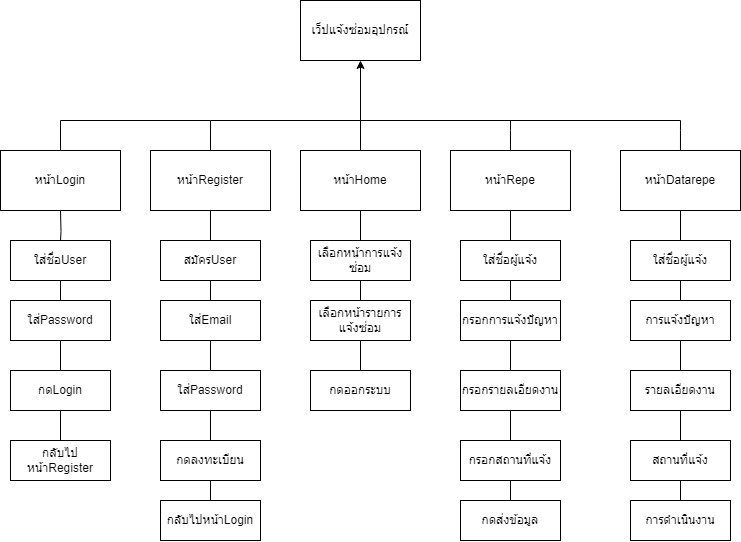 เว็ปแจ้งซ่อมอุปกรณ์
หน้าLogin
หน้าRegister
หน้าHome
หน้าRepe
หน้าDatarepe
ใส่ชื่อUser
สมัครUser
เลือกหน้าการแจ้ง
ซ่อม
ใส่ชื่อผู้แจ้ง
ใส่ชื่อผู้แจ้ง
ใส่Password
ใส่Email
เลือกหน้ารายการ
แจ้งซ่อม
กรอกการแจ้งปัญหา
การแจ้งปัญหา
กดLogin
ใส่Password
กดออกระบบ
กรอกรายลเอียดงาน
รายลเอียดงาน
กลับไป
หน้าRegister
กดลงทะเบียน
กรอกสถานที่แจ้ง
สถานที่แจ้ง
กลับไปหน้าLogin
กดส่งข้อมูล
การดำเนินงาน